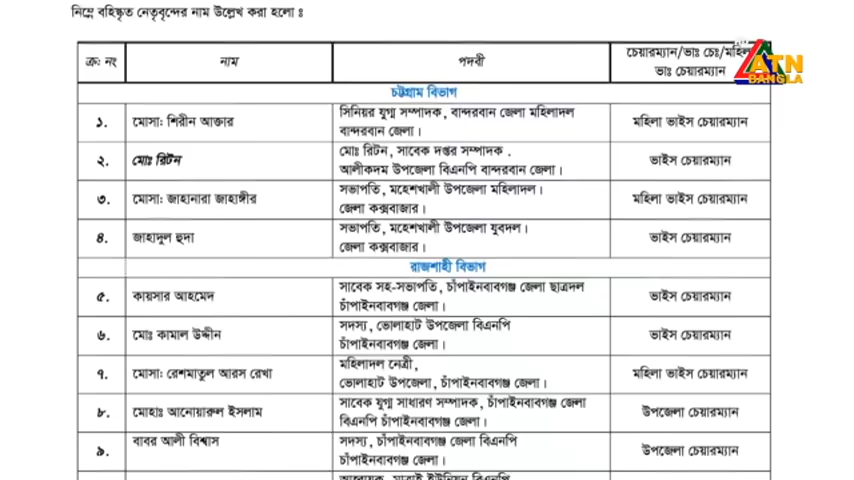 নিম্নে বহিষ্কৃত নেতৃবৃন্দের নাম উল্লেখ করা হলো ঃ
ক্রঃ নং নাম পদবী চেয়ারম্যান/ভাঃ চেঃ/মহিলা
ভাঃ চেয়ারম্যান
ATN
BANGLA
চট্টগ্রাম বিভাগ
১. মোসা: শিরীন আক্তার সিনিয়র যুগ্ম সম্পাদক, বান্দরবান জেলা মহিলাদল
বান্দরবান জেলা। মহিলা ভাইস চেয়ারম্যান
২. মোঃ রিটন মোঃ রিটন, সাবেক দপ্তর সম্পাদক .
আলীকদম উপজেলা বিএনপি বান্দরবান জেলা। ভাইস চেয়ারম্যান
৩. মোসা: জাহানারা জাহাঙ্গীর সভাপতি, মহেশখালী উপজেলা মহিলাদল।
জেলা কক্সবাজার। মহিলা ভাইস চেয়ারম্যান
৪. জাহাদুল হুদা সভাপতি, মহেশখালী উপজেলা যুবদল।
জেলা কক্সবাজার। ভাইস চেয়ারম্যান
রাজশাহী বিভাগ
৫. কায়সার আহমেদ সাবেক সহ-সভাপতি, চাঁপাইনবাবগঞ্জ জেলা ছাত্রদল
চাঁপাইনবাবগঞ্জ জেলা। ভাইস চেয়ারম্যান
৬. মোঃ কামাল উদ্দীন সদস্য, ভোলাহাট উপজেলা বিএনপি
চাঁপাইনবাবগঞ্জ জেলা। ভাইস চেয়ারম্যান
৭. মোসা: রেশমাতুল আরস রেখা মহিলাদল নেত্রী,
ভোলাহাট উপজেলা, চাঁপাইনবাবগঞ্জ জেলা। মহিলা ভাইস চেয়ারম্যান
৮. মোহাঃ আনোয়ারুল ইসলাম সাবেক যুগ্ম সাধারণ সম্পাদক, চাঁপাইনবাবগঞ্জ জেলা
বিএনপি চাঁপাইনবাবগঞ্জ জেলা। উপজেলা চেয়ারম্যান
৯. বাবর আলী বিশ্বাস সদস্য, চাঁপাইনবাবগঞ্জ জেলা বিএনপি
চাঁপাইনবাবগঞ্জ জেলা। উপজেলা চেয়ারম্যান